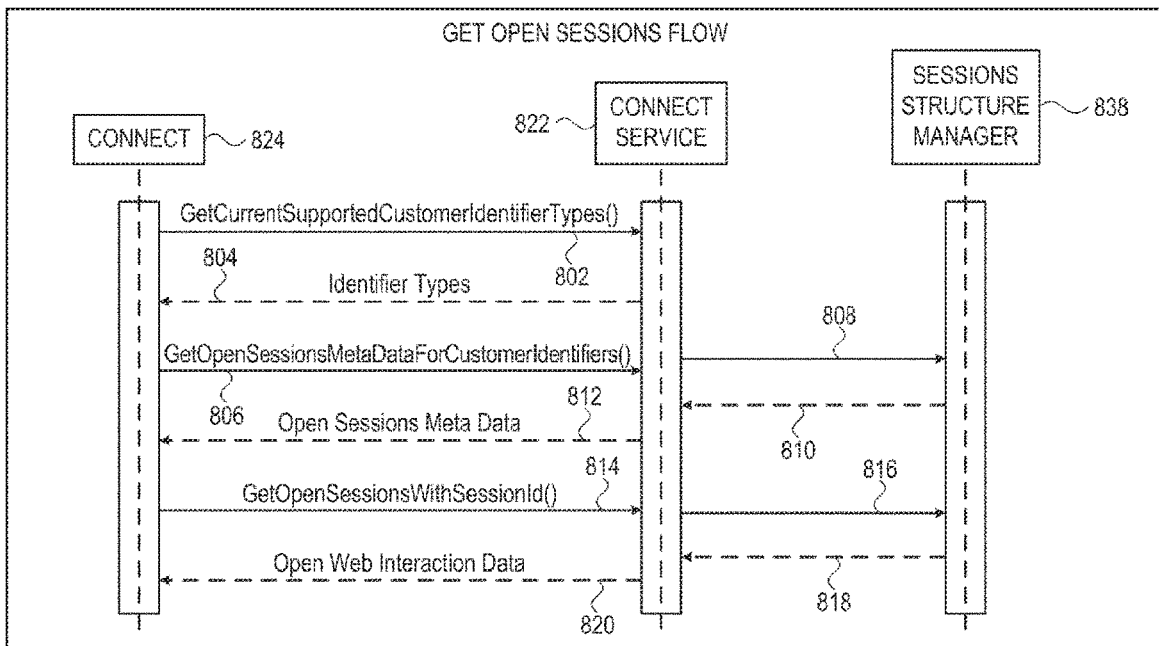 GET OPEN SESSIONS FLOW
CONNECT
824
822
CONNECT
SERVICE
SESSIONS
STRUCTURE
MANAGER
838
GetCurrentSupportedCustomerIdentifierTypes()
802
804
Identifier Types
808
GetOpenSessionsMetaDataForCustomerIdentifiers()
806
812
Open Sessions Meta Data
810
814
816
GetOpenSessionsWithSessionId()
Open Web Interaction Data
818
820